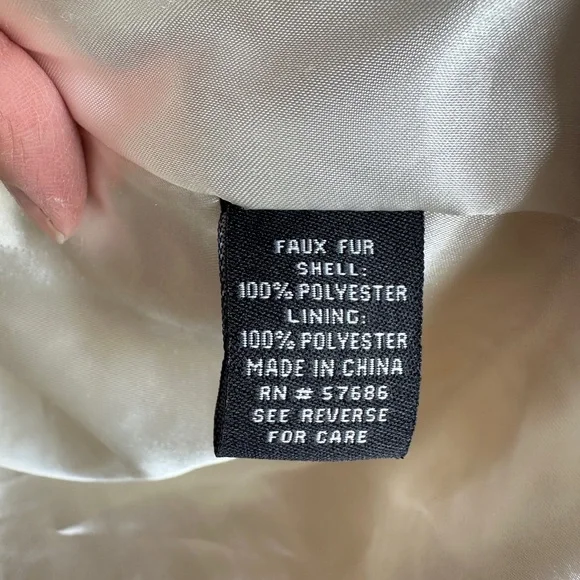 FAUX FUR
SHELL:
100% POLYESTER
LINING:
100% POLYESTER
MADE IN CHINA
RN # 57686
SEE REVERSE
FOR CARE